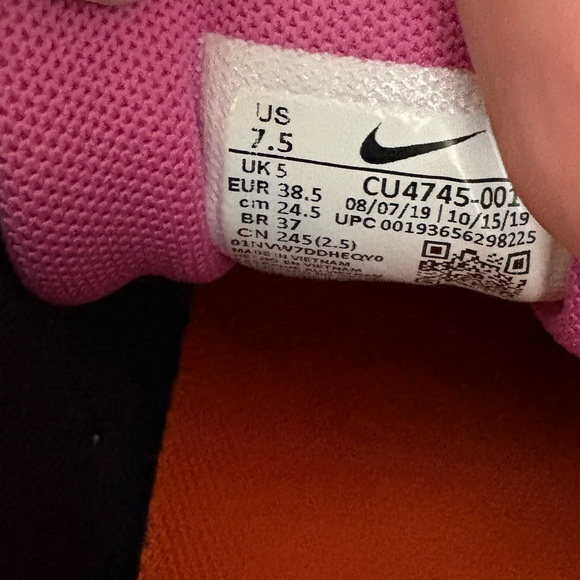 US
7.5
UK 5
EUR 38.5
cm 24.5
BR 37
CN 245 (2.5)
CU4745-001
08/07/19 | 10/15/19
UPC 00193656298225
MADE IN VIETNAM
VIETNAM